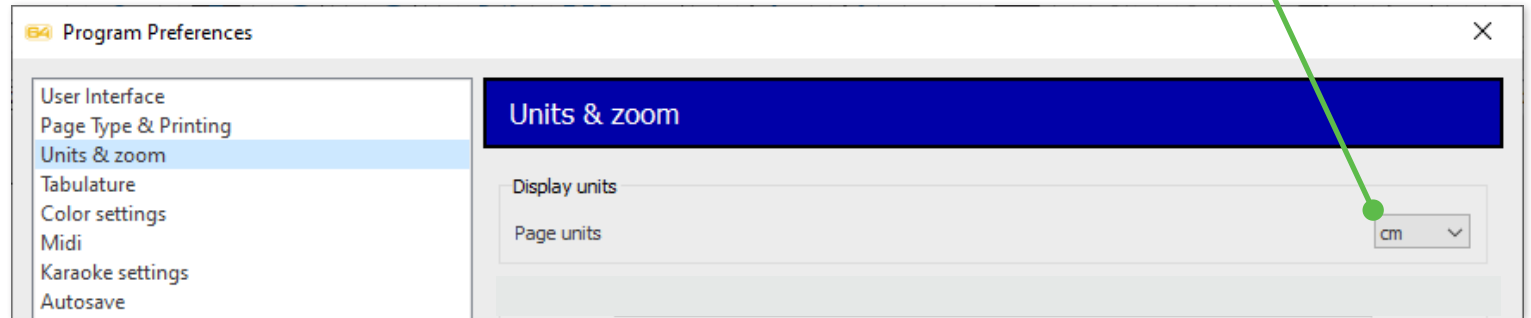 64 Program Preferences
User Interface
Page Type & Printing
Units & zoom
Tabulature
Color settings
Midi
Karaoke settings
Autosave
Units & zoom
Display units
Page units
cm